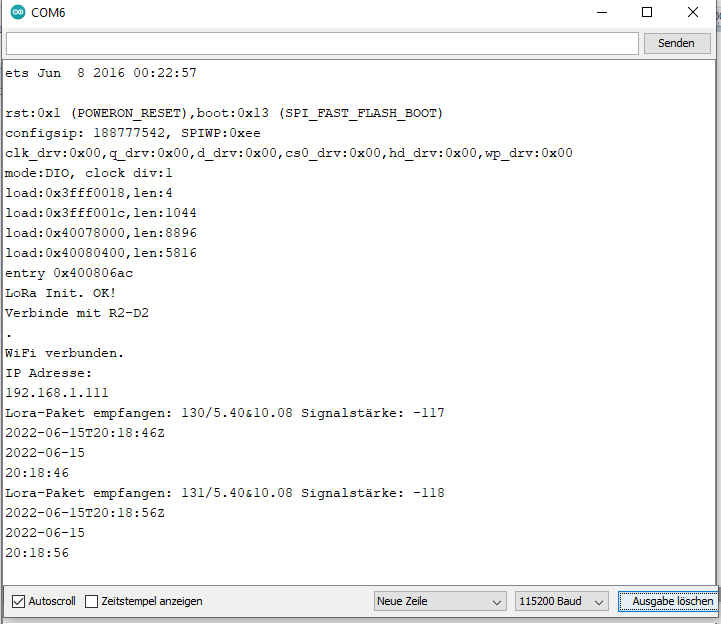 COM6
Senden
ets Jun  8 2016 00:22:57
rst:0x1 (POWERON_RESET),boot:0x13 (SPI_FAST_FLASH_BOOT)
configsip: 188777542, SPIWP:0xee
clk_drv:0x00,q_drv:0x00,d_drv:0x00,cs0_drv:0x00,hd_drv:0x00,wp_drv:0x00
mode:DIO, clock div:1
load:0x3fff0018,len:4
load:0x3fff001c,len:1044
load:0x40078000,len:8896
load:0x40080400,len:5816
entry 0x400806ac
LoRa Init. OK!
Verbinde mit R2-D2
.
WiFi verbunden.
IP Adresse:
192.168.1.111
Lora-Paket empfangen: 130/5.40&10.08 Signalstärke: -117
2022-06-15T20:18:46Z
2022-06-15
20:18:46
Lora-Paket empfangen: 131/5.40&10.08 Signalstärke: -118
2022-06-15T20:18:56Z
2022-06-15
20:18:56
Autoscroll Zeitstempel anzeigen Neue Zeile 115200 Baud Ausgabe löschen